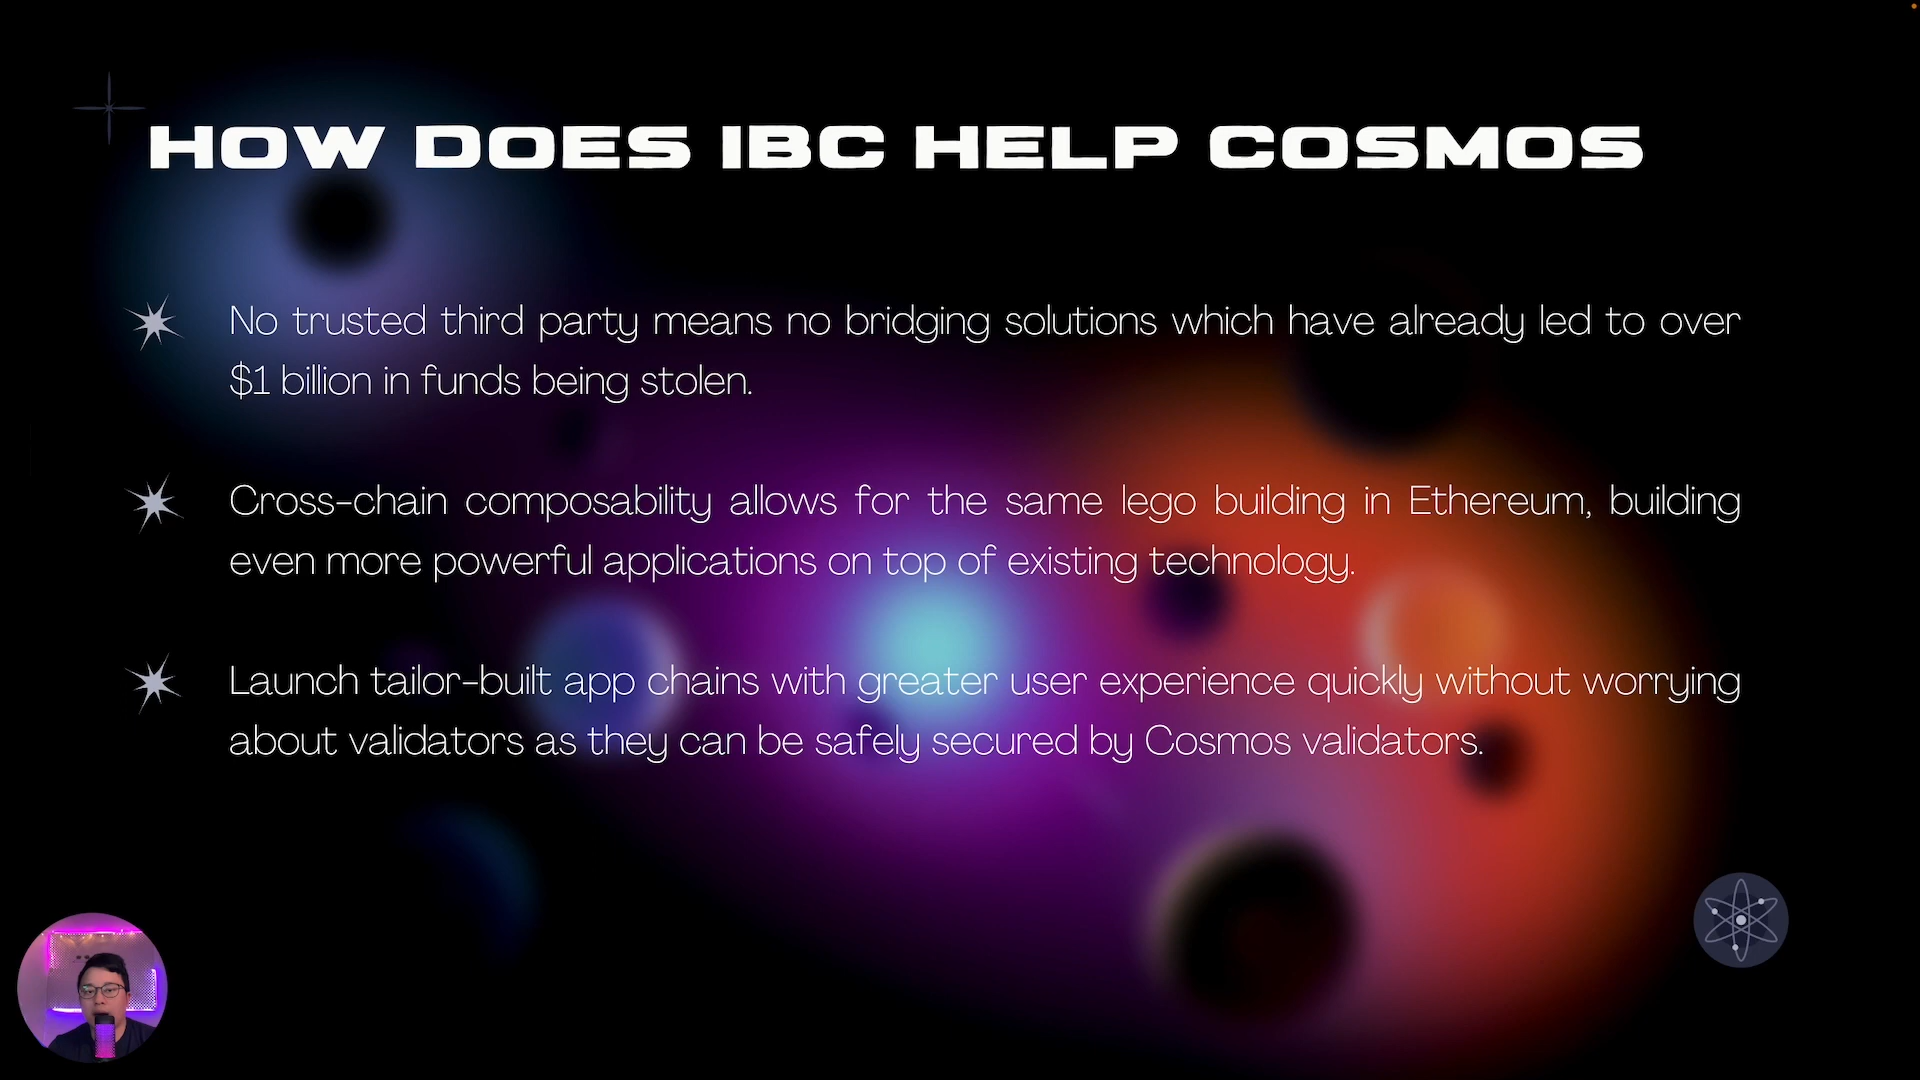 HOW DOES IBC HELP COSMOS
No trusted third party means no bridging solutions which have already led to over
$1 billion in funds being stolen.
Cross-chain composability allows for the same lego building in Ethereum, building
even more powerful applications on top of existing technology.
Launch tailor-built app chains with greater user experience quickly without worrying
about validators as they can be safely secured by Cosmos validators.